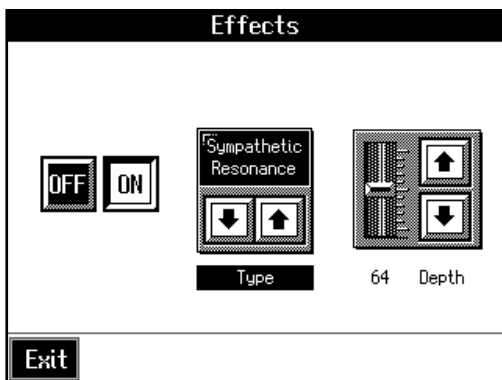 Effects
OFF ON
Sympathetic
Resonance
Type
64 Depth
Exit